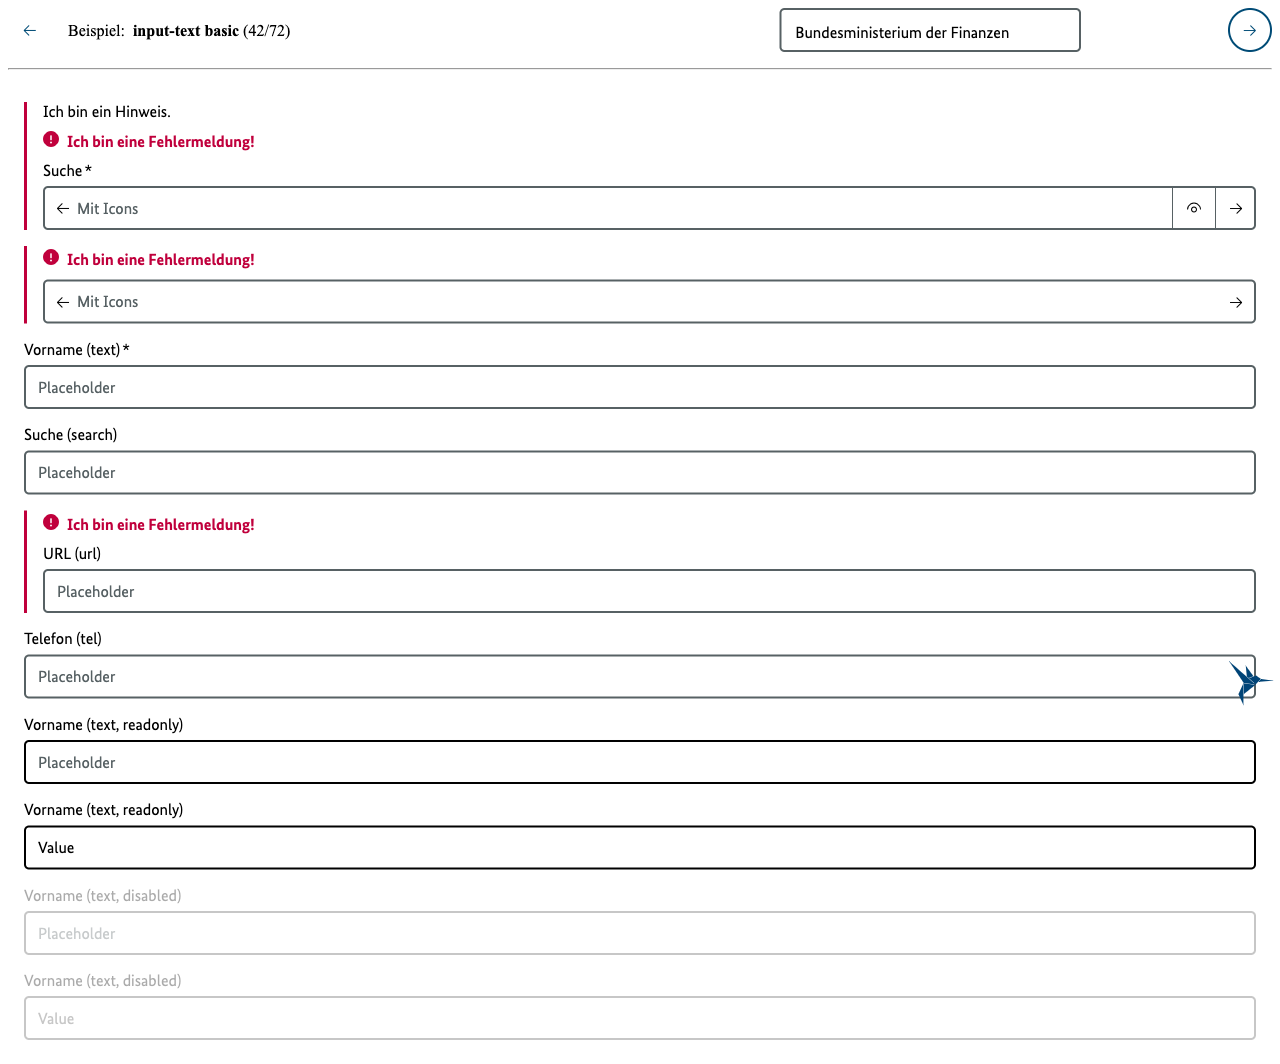 Beispiel: input-text basic (42/72)
Bundesministerium der Finanzen
Ich bin ein Hinweis.
Ich bin eine Fehlermeldung!
Suche*
Mit Icons
Ich bin eine Fehlermeldung!
Mit Icons
Vorname (text)*
Placeholder
Suche (search)
Placeholder
Ich bin eine Fehlermeldung!
URL (url)
Placeholder
Telefon (tel)
Placeholder
Vorname (text, readonly)
Placeholder
Vorname (text, readonly)
Value
Vorname (text, disabled)
Placeholder
Vorname (text, disabled)
Value